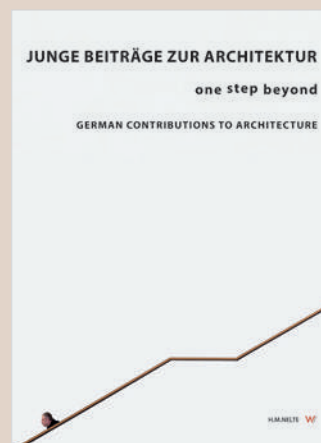 JUNGE BEITRÄGE ZUR ARCHITEKTUR
one step beyond
GERMAN CONTRIBUTIONS TO ARCHITECTURE
H.M.NELTE